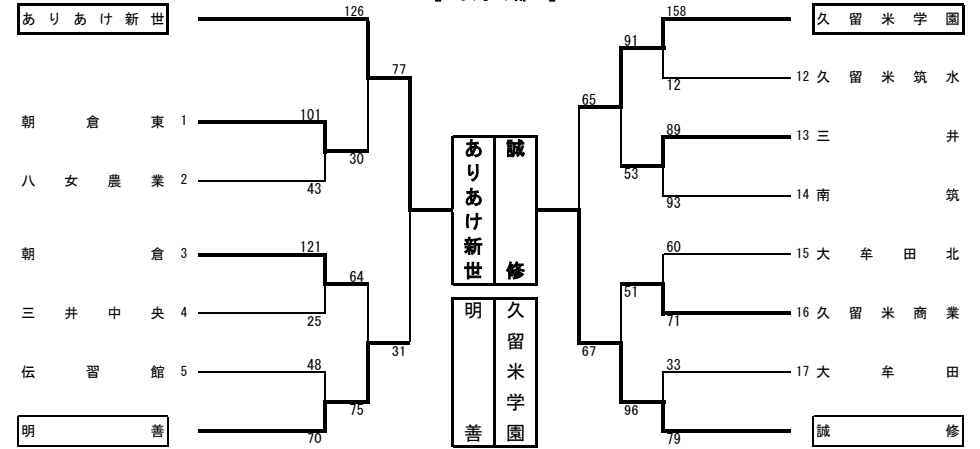 ありあけ新世
126
77
朝倉東 1
101
30
八女農業 2
43
朝倉 3
121
64
三井中央 4
25
31
伝習館 5
48
75
明善
70
誠修
ありあけ新世
久留米学園
明善
158
久留米学園
91
12 久留米筑水
12
65
89
13 三井
53
14 南筑
93
60
15 大牟田北
51
16 久留米商業
71
67
33
17 大牟田
96
誠修
79